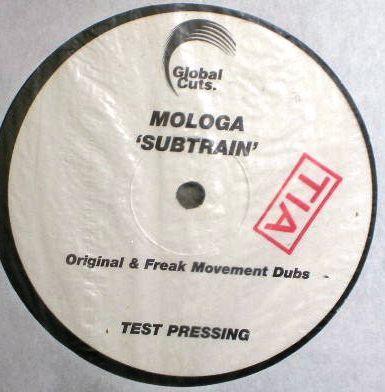 Global
Cuts.
MOLOGA
'SUBTRAIN'
TIA
Original & Freak Movement Dubs
TEST PRESSING